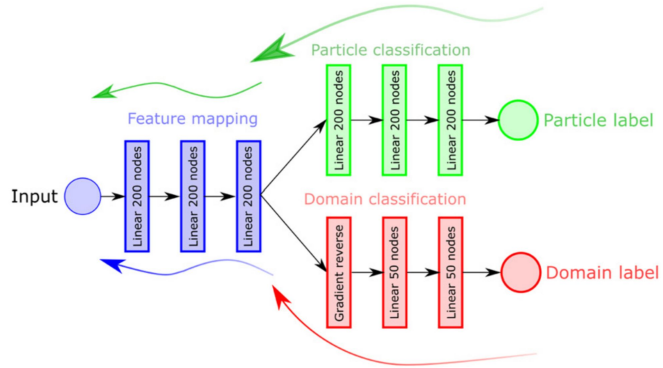 Particle classification
Linear 200 nodes
Linear 200 nodes
Linear 200 nodes
Particle label
Feature mapping
Input
Linear 200 nodes
Linear 200 nodes
Linear 200 nodes
Domain classification
Gradient reverse
Linear 50 nodes
Linear 50 nodes
Domain label